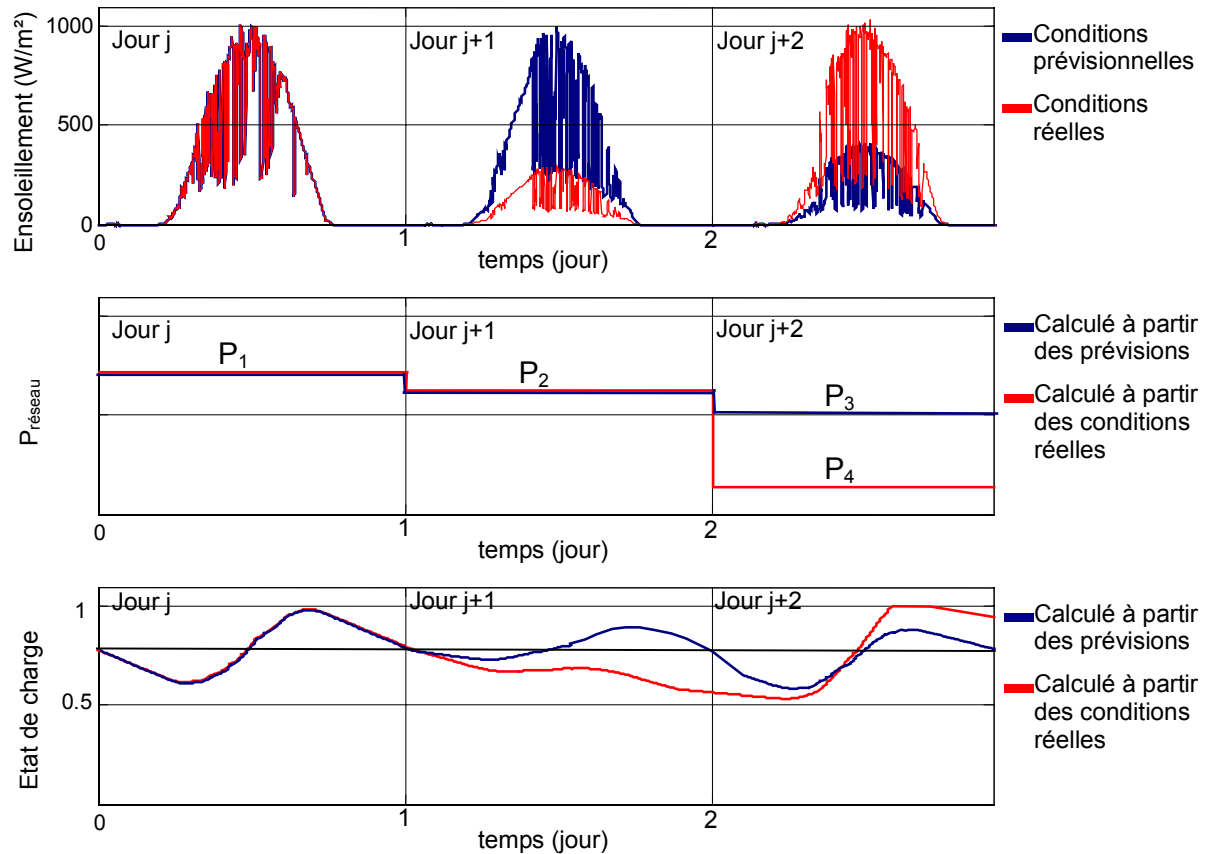 Ensoleillement (W/m²)
1000
500
0
Jour j
Jour j+1
Jour j+2
0
1
2
temps (jour)
Conditions
prévisionnelles
Conditions
réelles
Préseau
Jour j
Jour j+1
Jour j+2
P1
P2
P3
P4
0
1
2
temps (jour)
Calculé à partir
des prévisions
Calculé à partir
des conditions
réelles
Etat de charge
1
0.5
Jour j
Jour j+1
Jour j+2
0
1
2
temps (jour)
Calculé à partir
des prévisions
Calculé à partir
des conditions
réelles